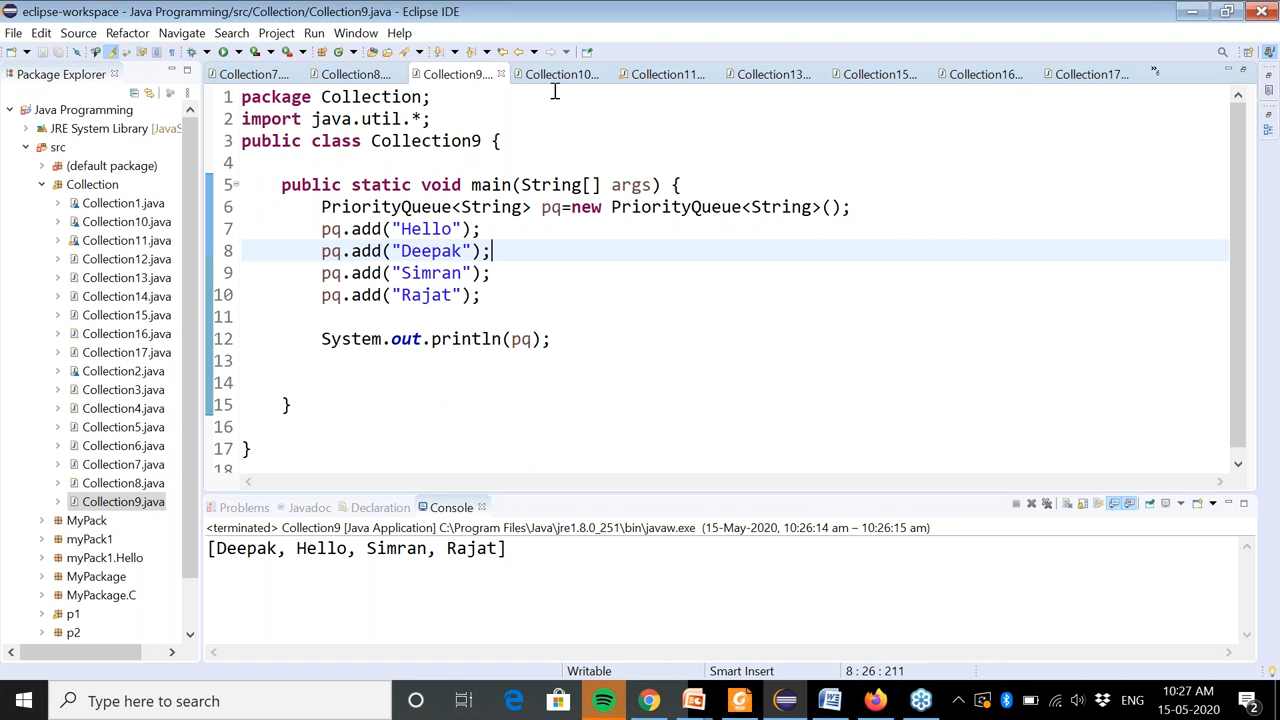 eclipse-workspace - Java Programming/src/Collection/Collection9.java - Eclipse IDE
File Edit Source Refactor Navigate Search Project Run Window Help
Package Explorer
Collection7.... Collection8.... Collection9.... Collection10... Collection11... Collection13... Collection15... Collection16... Collection17...
Java Programming
JRE System Library [JavaS
src
(default package)
Collection
Collection1.java
Collection10.java
Collection11.java
Collection12.java
Collection13.java
Collection14.java
Collection15.java
Collection16.java
Collection17.java
Collection2.java
Collection3.java
Collection4.java
Collection5.java
Collection6.java
Collection7.java
Collection8.java
Collection9.java
MyPack
myPack1
myPack1.Hello
MyPackage
MyPackage.C
p1
p2
1 package Collection;
2 import java.util.*;
3 public class Collection9 {
4
5 public static void main(String[] args) {
6 PriorityQueue<String> pq=new PriorityQueue<String>();
7 pq.add("Hello");
8 pq.add("Deepak");
9 pq.add("Simran");
10 pq.add("Rajat");
11
12 System.out.println(pq);
13
14
15 }
16
17 }
18
Problems Javadoc Declaration Console
<terminated> Collection9 [Java Application] C:\Program Files\Java\jre1.8.0_251\bin\javaw.exe (15-May-2020, 10:26:14 am – 10:26:15 am)
[Deepak, Hello, Simran, Rajat]
Writable Smart Insert 8 : 26 : 211
Type here to search
ENG
10:27 AM
15-05-2020
2